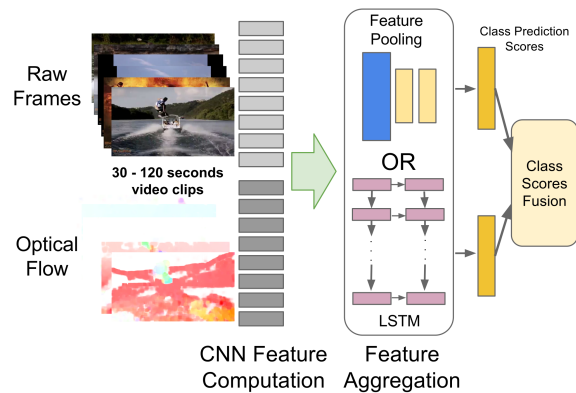 Raw
Frames
30 - 120 seconds
video clips
Optical
Flow
CNN Feature
Computation
Feature
Pooling
OR
LSTM
Feature
Aggregation
Class Prediction
Scores
Class
Scores
Fusion